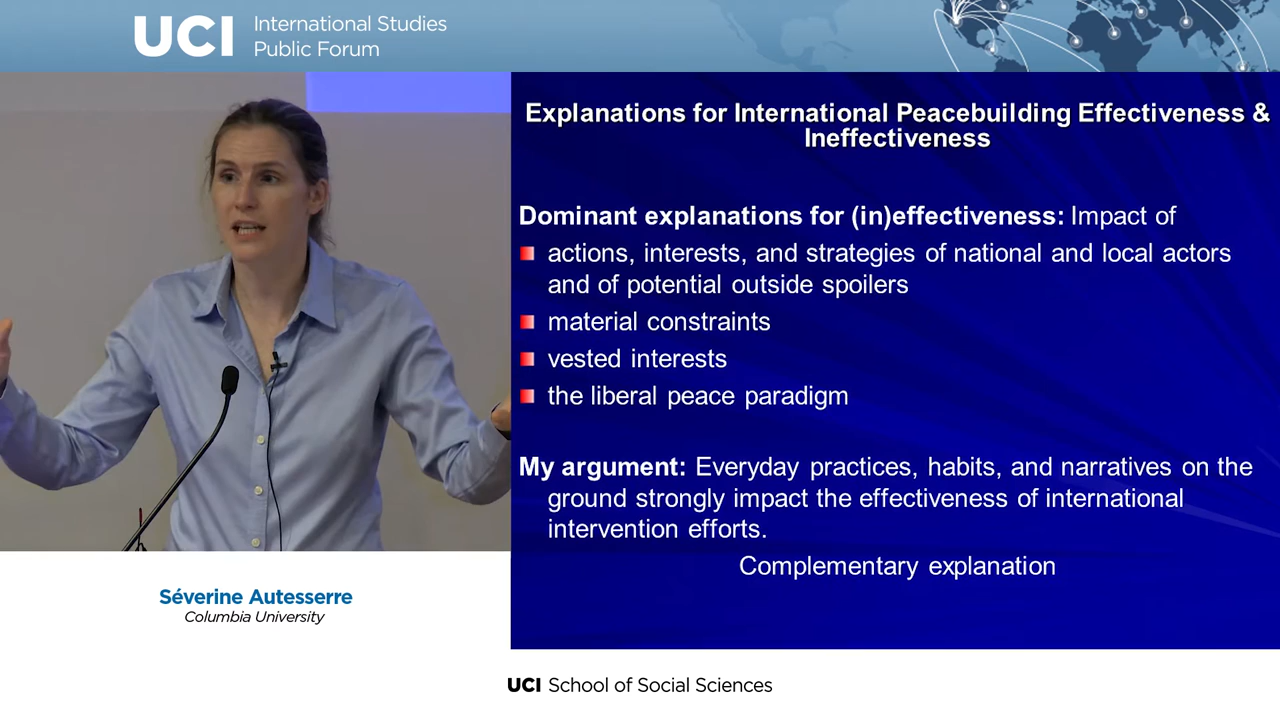 UCI International Studies
Public Forum
Explanations for International Peacebuilding Effectiveness &
Ineffectiveness
Dominant explanations for (in)effectiveness: Impact of
actions, interests, and strategies of national and local actors
and of potential outside spoilers
material constraints
vested interests
the liberal peace paradigm
My argument: Everyday practices, habits, and narratives on the
ground strongly impact the effectiveness of international
intervention efforts.
Complementary explanation
Séverine Autesserre
Columbia University
UCI School of Social Sciences